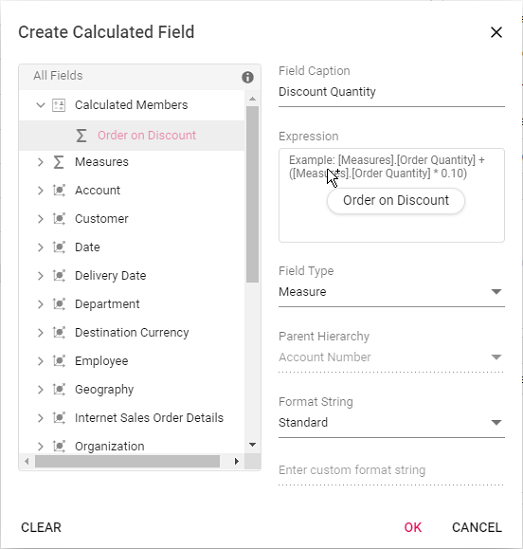 Create Calculated Field
All Fields
Calculated Members
Order on Discount
Measures
Account
Customer
Date
Delivery Date
Department
Destination Currency
Employee
Geography
Internet Sales Order Details
Organization
Field Caption
Discount Quantity
Expression
Example: [Measures].[Order Quantity] +
([Measures].[Order Quantity] * 0.10)
Order on Discount
Field Type
Measure
Parent Hierarchy
Account Number
Format String
Standard
Enter custom format string
CLEAR
OK
CANCEL